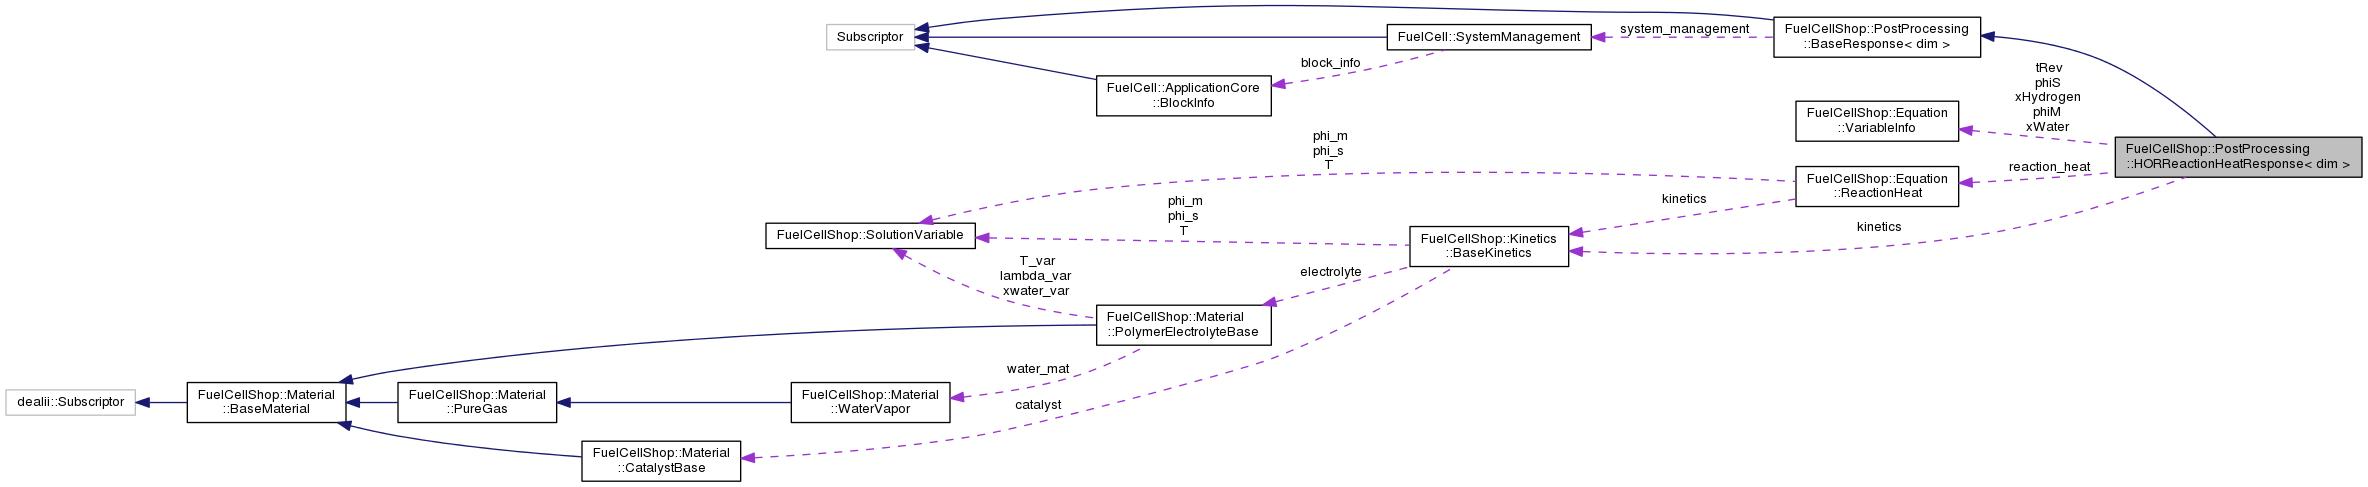 Subscriptor
FuelCell::SystemManagement
system_management
FuelCellShop::PostProcessing
::BaseResponse< dim >
block_info
FuelCell::ApplicationCore
::BlockInfo
tRev
phiS
xHydrogen
phiM
xWater
FuelCellShop::Equation
::VariableInfo
FuelCellShop::PostProcessing
::HORReactionHeatResponse< dim >
phi_m
phi_s
T
reaction_heat
FuelCellShop::Equation
::ReactionHeat
phi_m
phi_s
T
kinetics
kinetics
FuelCellShop::SolutionVariable
FuelCellShop::Kinetics
::BaseKinetics
T_var
lambda_var
xwater_var
electrolyte
FuelCellShop::Material
::PolymerElectrolyteBase
water_mat
dealii::Subscriptor
FuelCellShop::Material
::BaseMaterial
FuelCellShop::Material
::PureGas
FuelCellShop::Material
::WaterVapor
catalyst
FuelCellShop::Material
::CatalystBase